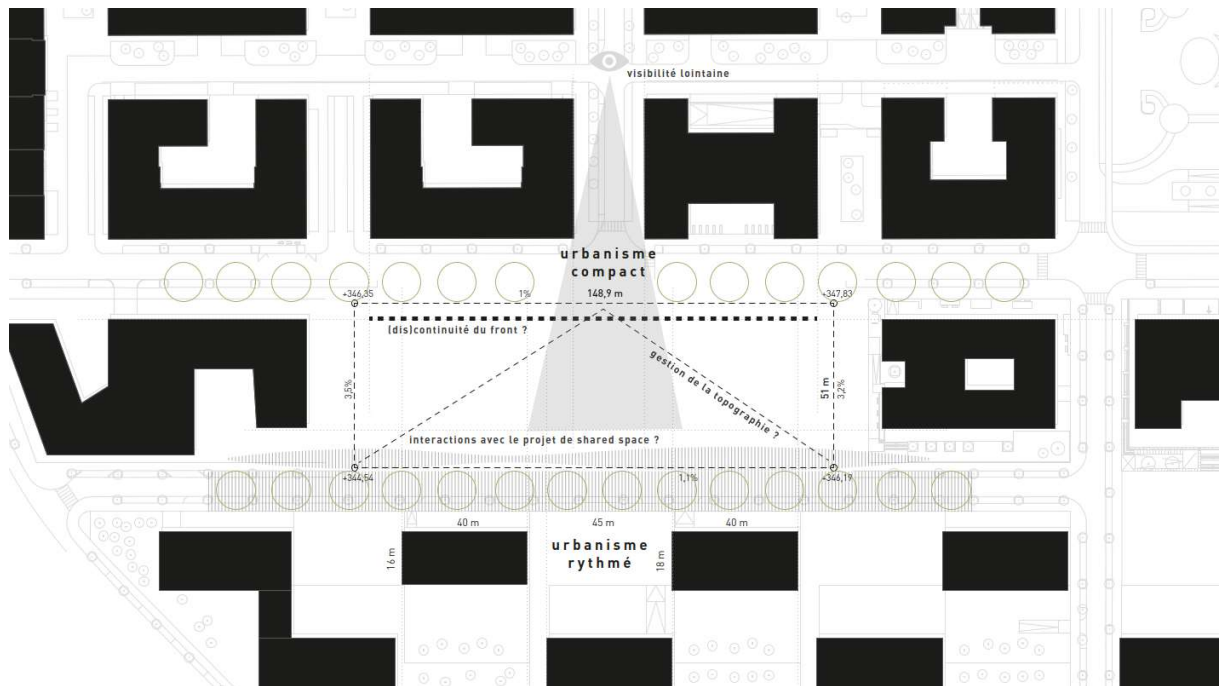 visibilité lointaine
urbanisme
compact
+346,35
1%
148,9 m
+347,83
(dis)continuité du front ?
gestion de la topographie ?
3,5%
51 m
3,2%
interactions avec le projet de shared space ?
+344,54
1,1%
+346,19
40 m
45 m
40 m
urbanisme
rythmé
16 m
18 m